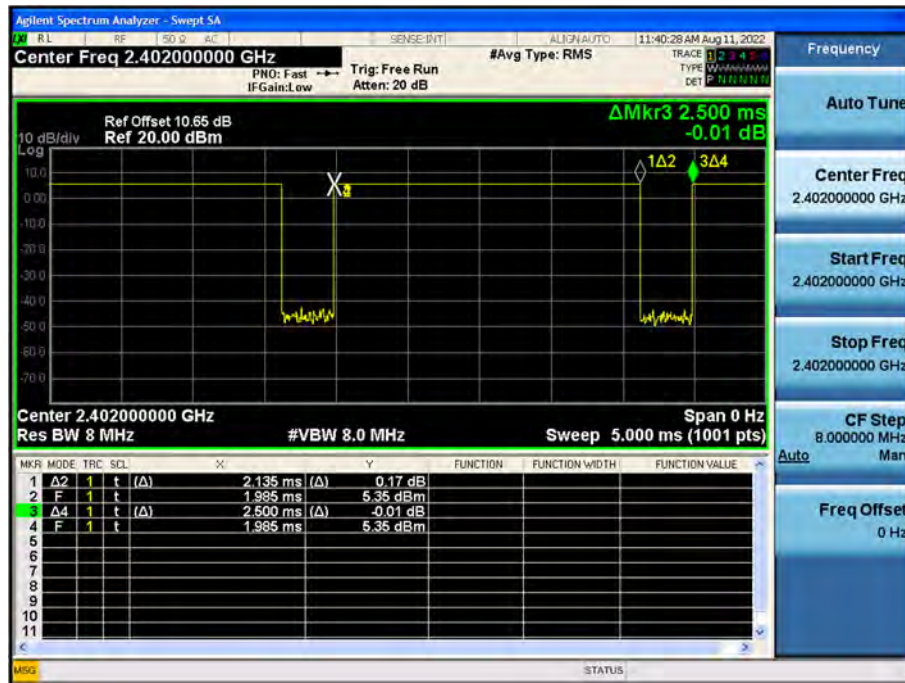 Agilent Spectrum Analyzer - Swept SA
RL RF 50 Ω AC SENSE:INT ALIGN AUTO 11:40:28 AM Aug 11, 2022
Center Freq 2.402000000 GHz #Avg Type: RMS TRACE 1 2 3 4 5 6
PNO: Fast Trig: Free Run TYPE
IFGain:Low Atten: 20 dB DET P N N N N N
ΔMkr3 2.500 ms
-0.01 dB
Ref Offset 10.65 dB
10 dB/div Ref 20.00 dBm
Log
1Δ2 3Δ4
10.0
0.00
-10.0
-20.0
-30.0
-40.0
-50.0
-60.0
-70.0
Center 2.402000000 GHz Span 0 Hz
Res BW 8 MHz #VBW 8.0 MHz Sweep 5.000 ms (1001 pts)
MKR MODE TRC SCL X Y FUNCTION FUNCTION WIDTH FUNCTION VALUE
1 Δ2 1 t (Δ) 2.135 ms (Δ) 0.17 dB
2 F 1 t 1.985 ms 5.35 dBm
3 Δ4 1 t (Δ) 2.500 ms (Δ) -0.01 dB
4 F 1 t 1.985 ms 5.35 dBm
5
6
7
8
9
10
11
MSG STATUS
Frequency
Auto Tune
Center Freq
2.402000000 GHz
Start Freq
2.402000000 GHz
Stop Freq
2.402000000 GHz
CF Step
8.000000 MHz
Auto Man
Freq Offset
0 Hz